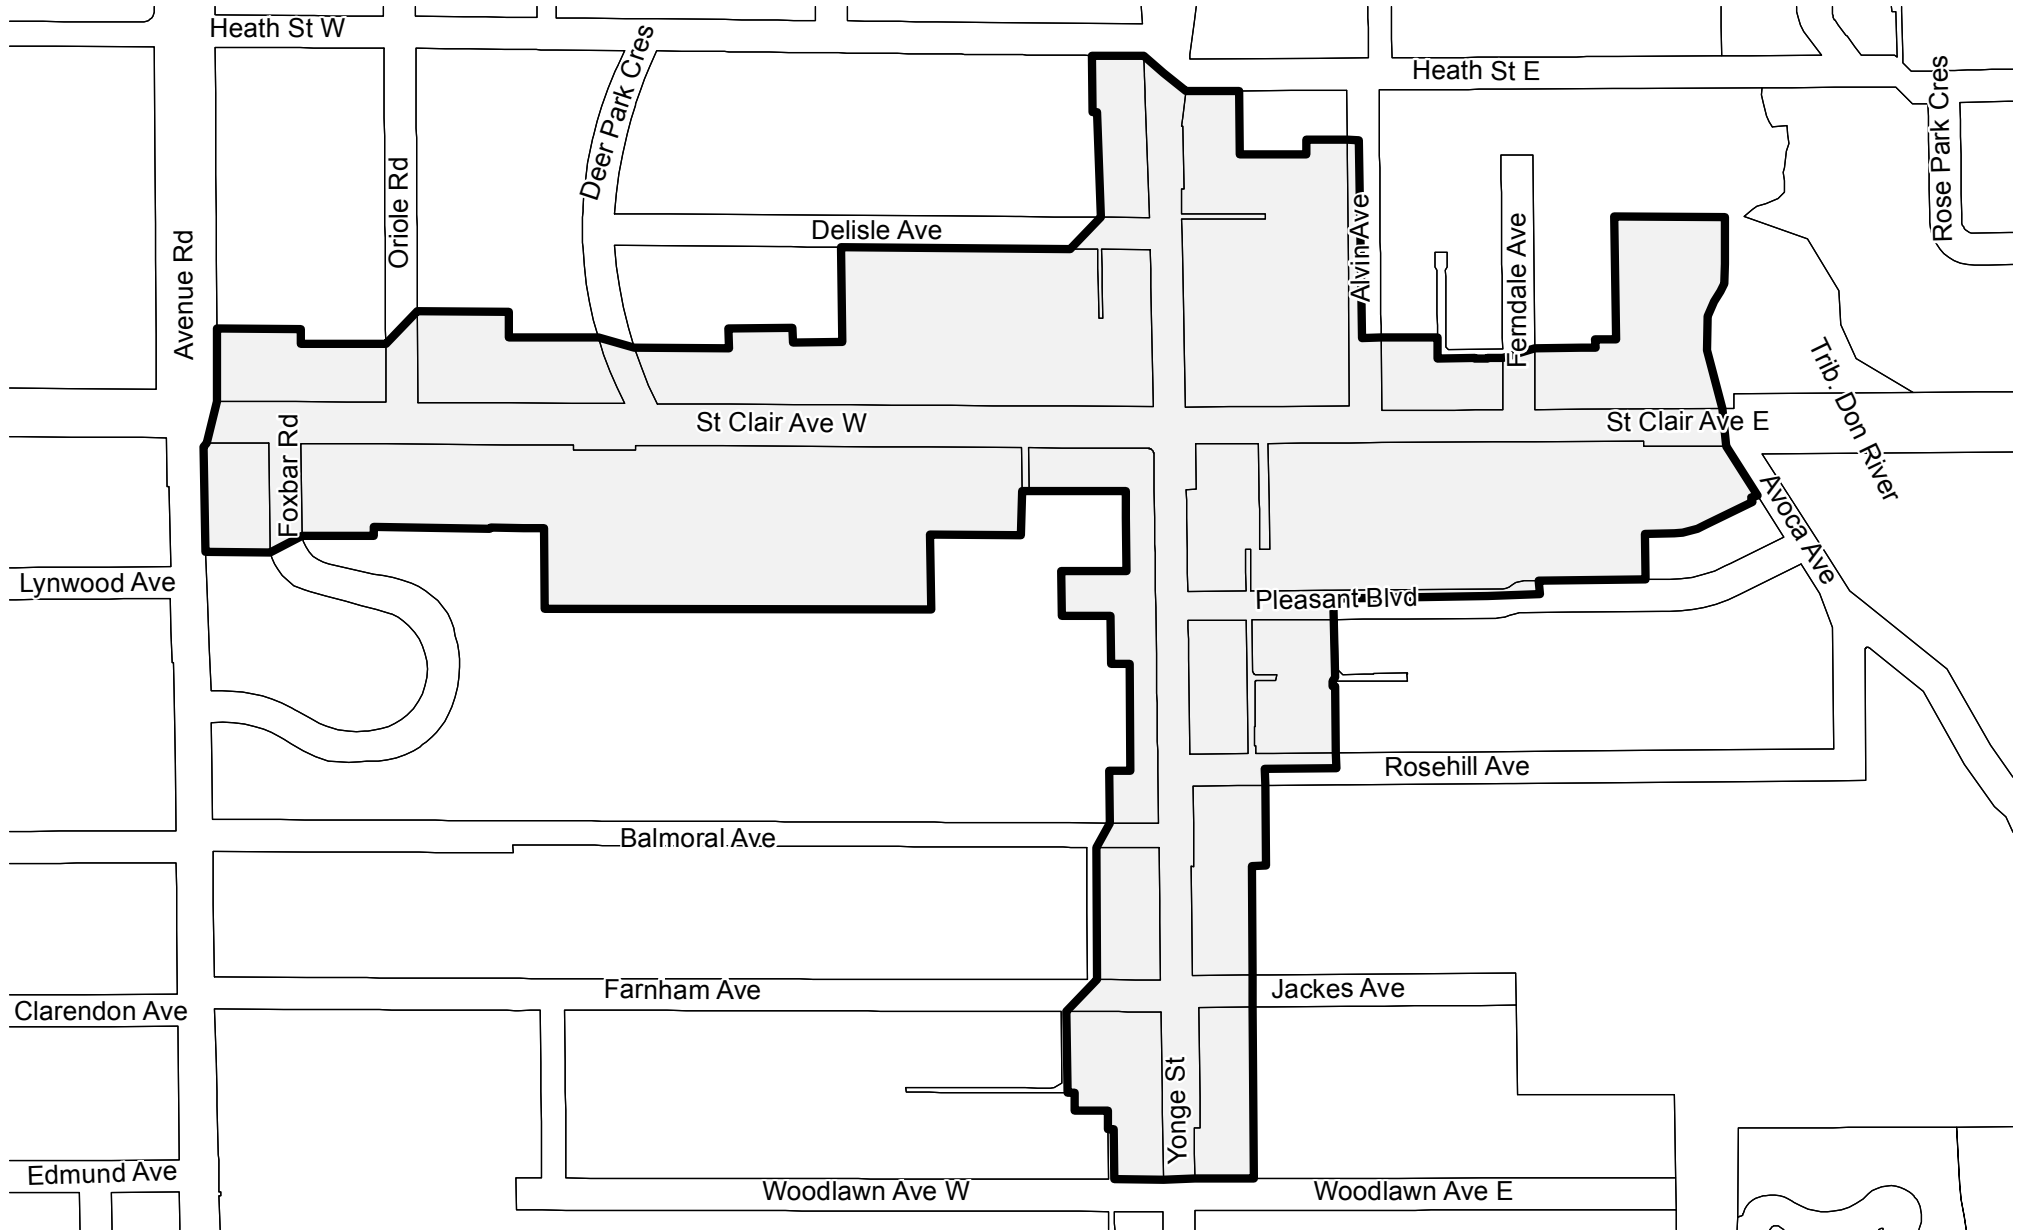 Heath St W
Deer Park Cres
Heath St E
Rose Park Cres
Oriole Rd
Avenue Rd
Delisle Ave
Alvin Ave
Ferndale Ave
Trib. Don River
St Clair Ave W
St Clair Ave E
Foxbar Rd
Avoca Ave
Lynwood Ave
Pleasant Blvd
Rosehill Ave
Balmoral Ave
Farnham Ave
Jackes Ave
Clarendon Ave
Yonge St
Edmund Ave
Woodlawn Ave W
Woodlawn Ave E